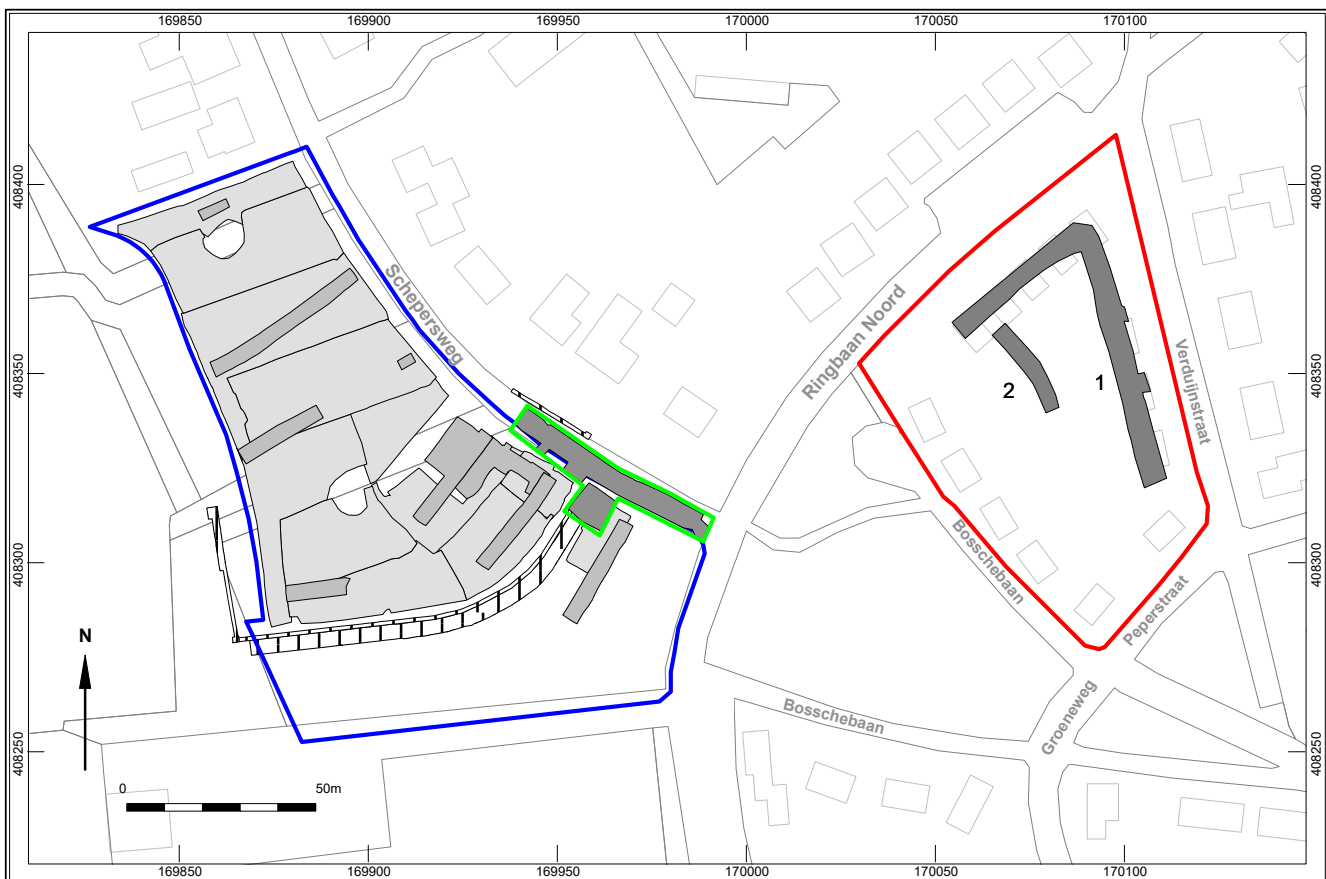 169850 169900 169950 170000 170050 170100
408400 408400
Schepersweg
Ringbaan Noord
408350 408350
Verduijnstraat
2 1
408300 408300
Bosschebaan
Peperstraat
N
Groeneweg
Bosschebaan
408250 408250
0 50m
169850 169900 169950 170000 170050 170100